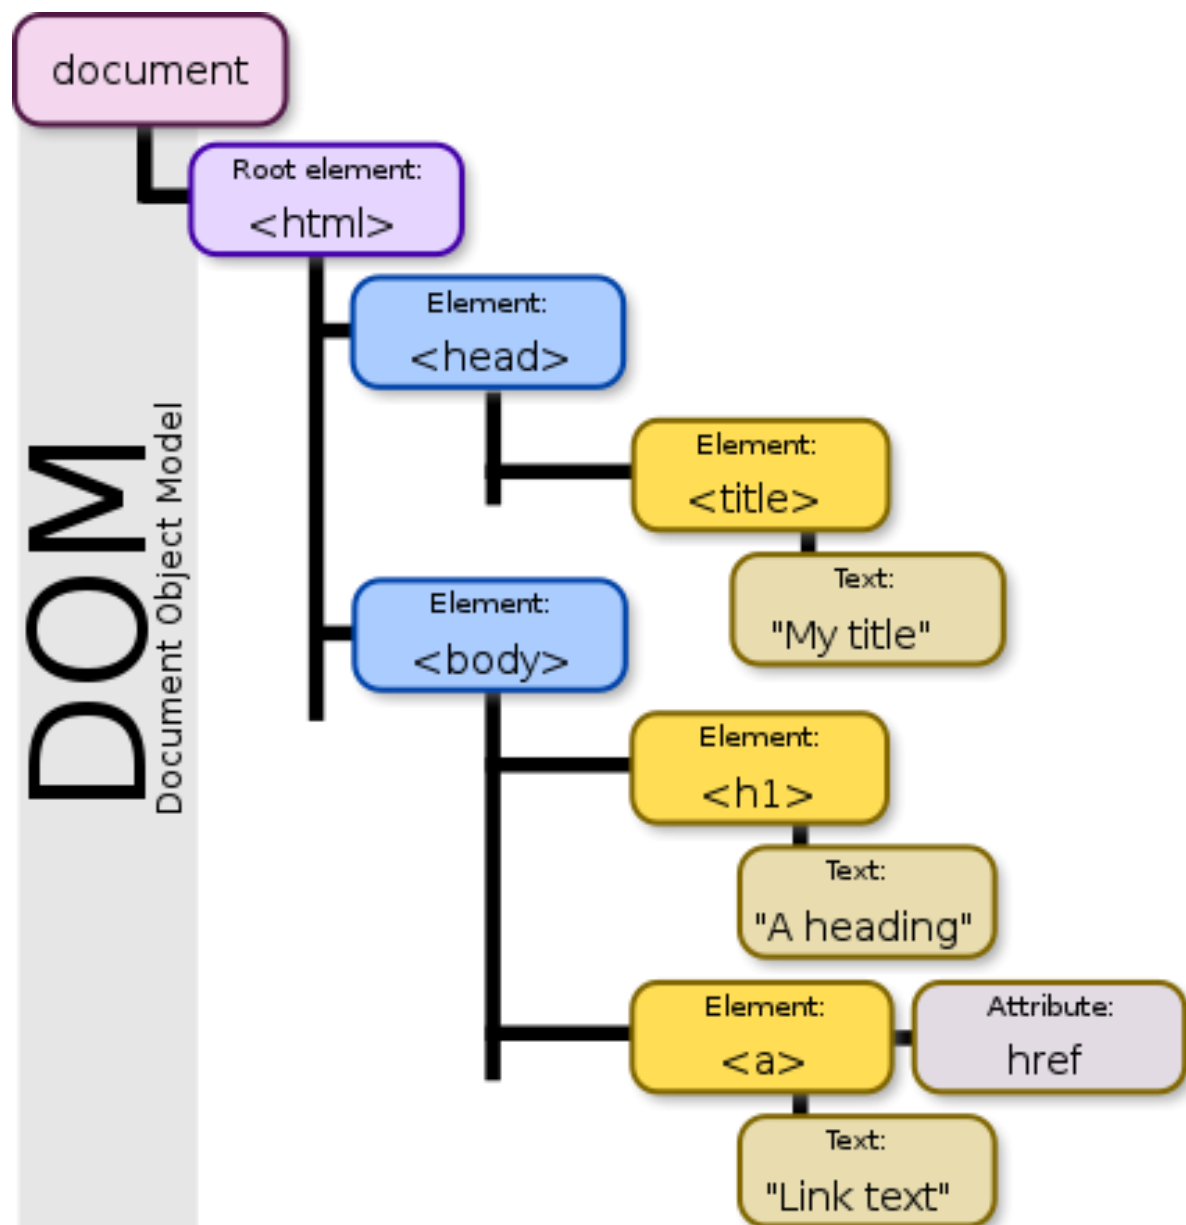 document
Root element:
<html>
Element:
<head>
Element:
<title>
Text:
"My title"
Element:
<body>
Element:
<h1>
Text:
"A heading"
Element:
<a>
Attribute:
href
Text:
"Link text"
DOM
Document Object Model